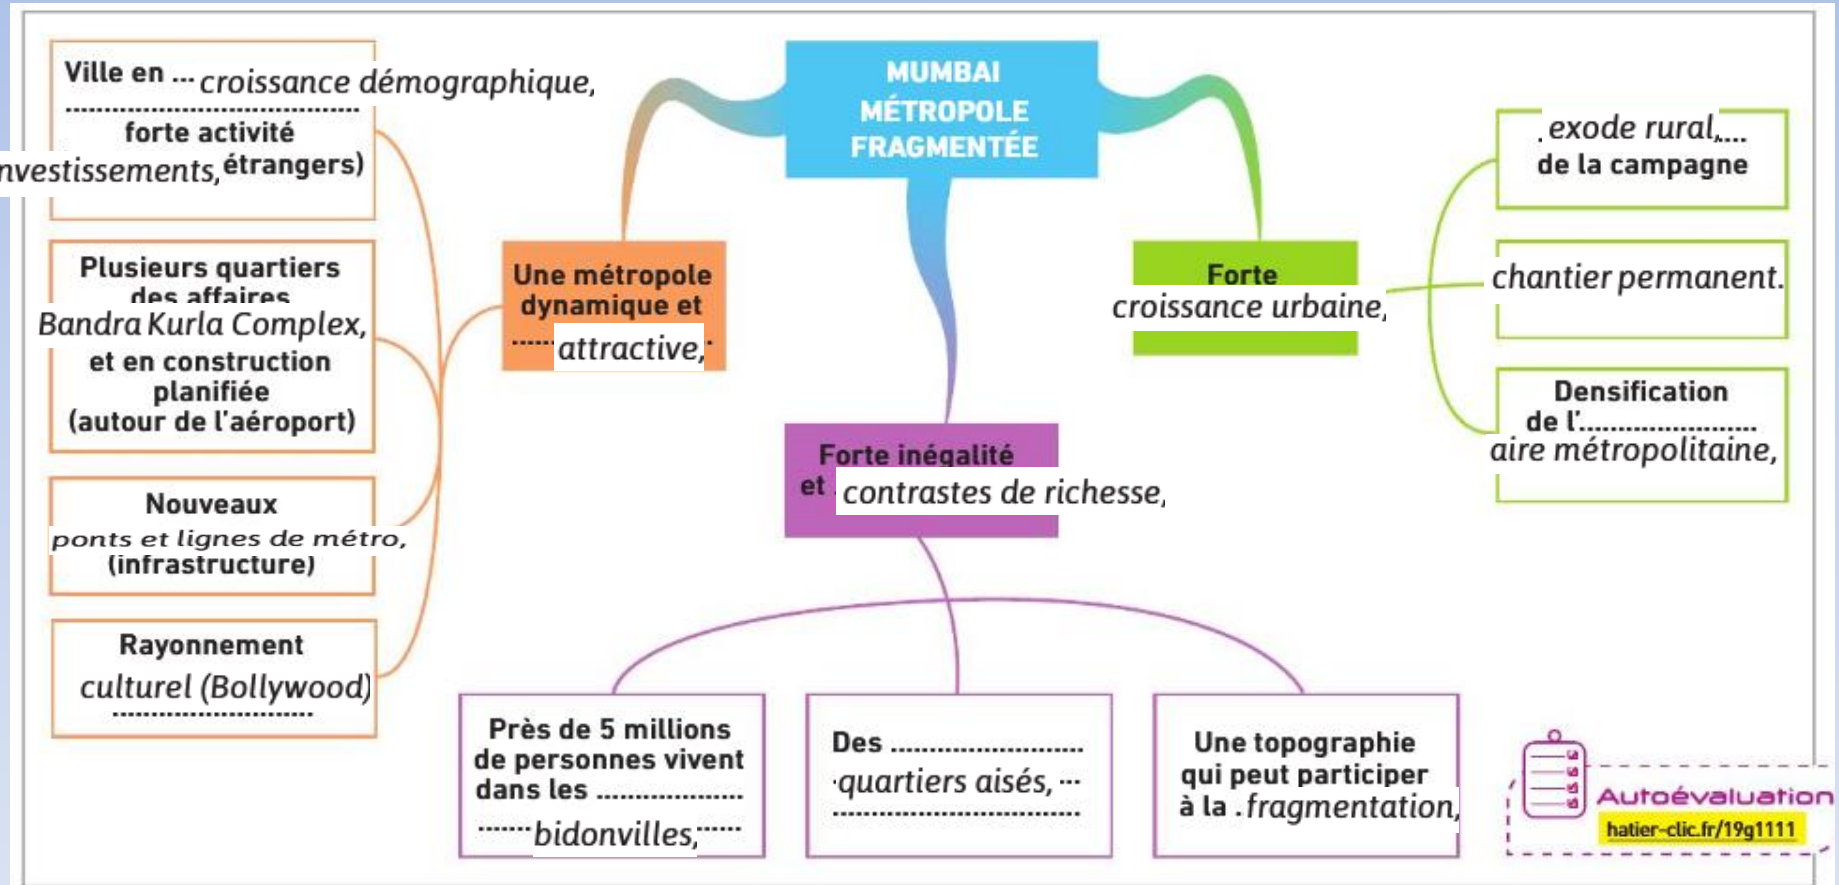 MUMBAI
MÉTROPOLE
FRAGMENTÉE
Ville en ... croissance démographique,
......................................
forte activité
nvestissements, étrangers)
Plusieurs quartiers
des affaires
Bandra Kurla Complex,
et en construction
planifiée
(autour de l'aéroport)
Nouveaux
ponts et lignes de métro,
(infrastructure)
Rayonnement
culturel (Bollywood)
..........................
Une métropole
dynamique et
...... attractive,
Forte inégalité
et . contrastes de richesse,
Près de 5 millions
de personnes vivent
dans les ...................
....... bidonvilles, ......
Des .........................
. quartiers aisés, ...
................................
Une topographie
qui peut participer
à la . fragmentation,
Forte
croissance urbaine,
. exode rural, ....
de la campagne
chantier permanent.
Densification
de l'.......................
aire métropolitaine,
Autoévaluation
hatier-clic.fr/19g1111